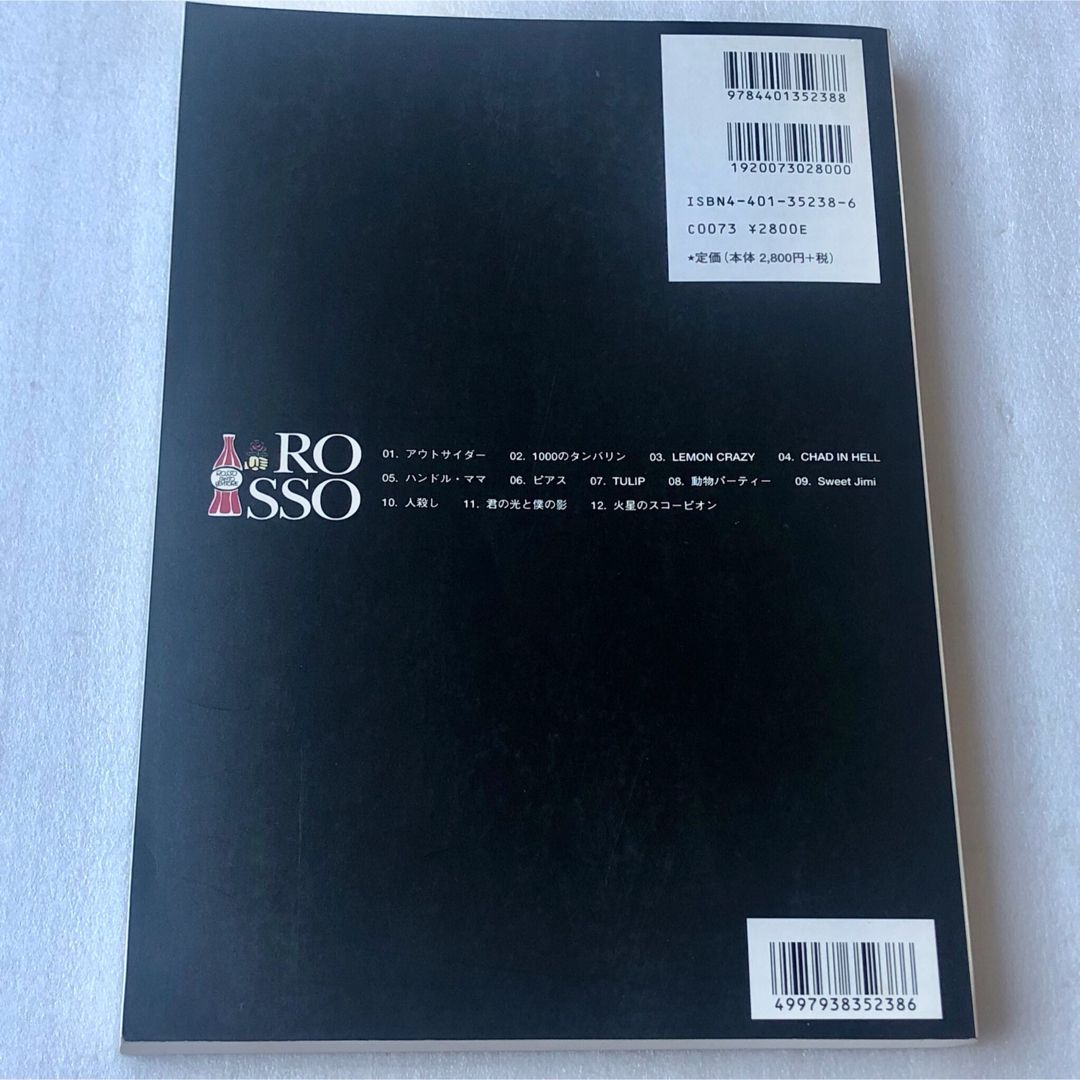 9784401352388
1920073028000
ISBN4-401-35238-6
C0073 ¥2800E
★定価(本体 2,800円+税)
RO
SSO
01. アウトサイダー 02. 1000のタンバリン 03. LEMON CRAZY 04. CHAD IN HELL
05. ハンドル・ママ 06. ピアス 07. TULIP 08. 動物パーティー 09. Sweet Jimi
10. 人殺し 11. 君の光と僕の影 12. 火星のスコーピオン
4997938352386